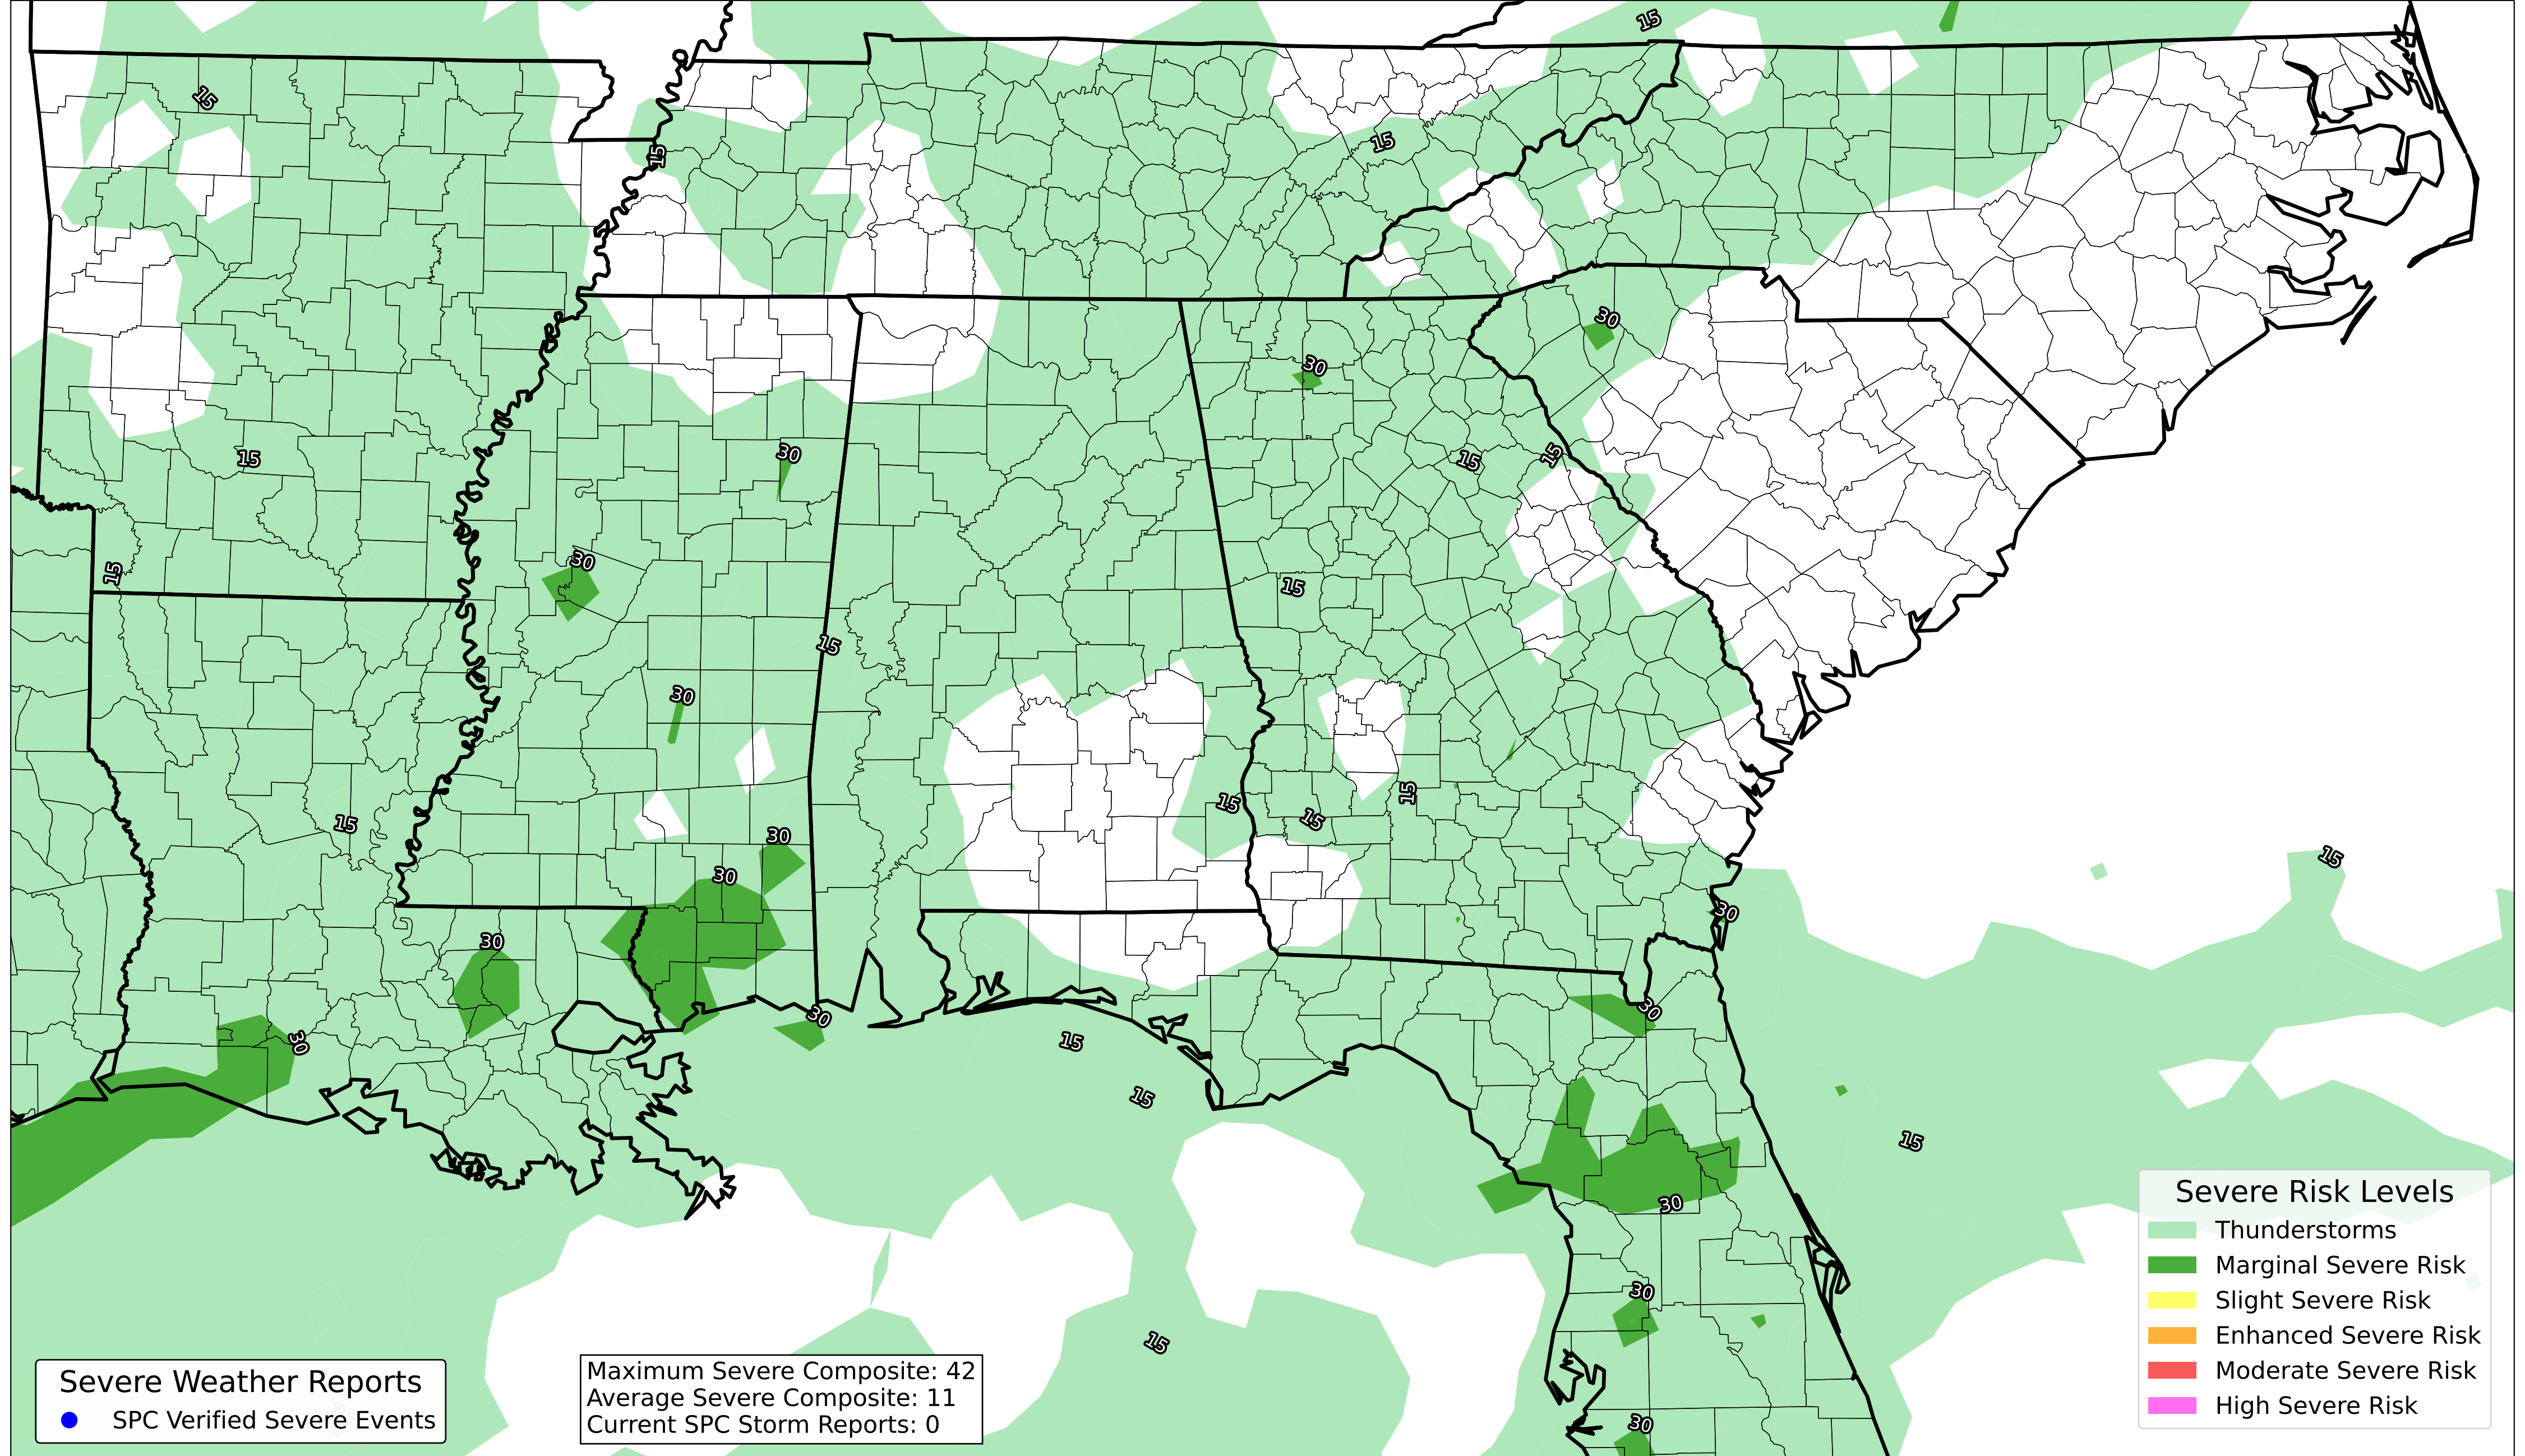 15
15
15
15
30
30
15
30
15
15
30
15
15
30
15
30
15
15
15
15
30
30
30
30
30
30
30
15
15
15
15
30
30
15
30
Severe Risk Levels
Thunderstorms
Marginal Severe Risk
Slight Severe Risk
Enhanced Severe Risk
Moderate Severe Risk
High Severe Risk
Severe Weather Reports
SPC Verified Severe Events
Maximum Severe Composite: 42
Average Severe Composite: 11
Current SPC Storm Reports: 0